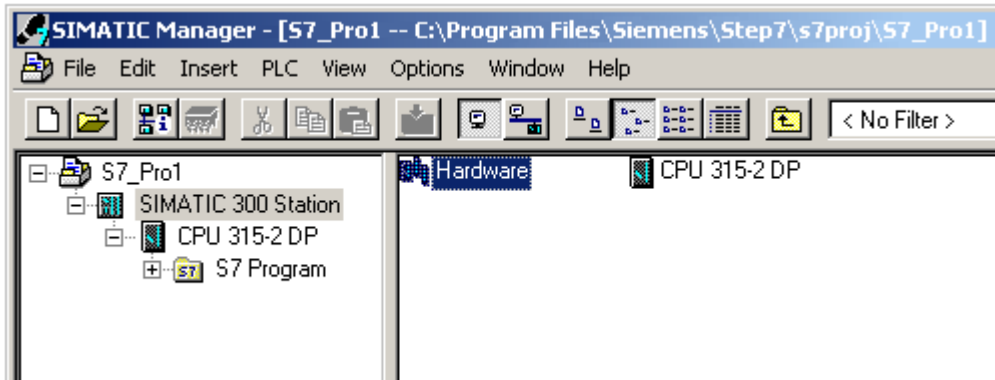 SIMATIC Manager - [S7_Pro1 -- C:\Program Files\Siemens\Step7\s7proj\S7_Pro1]
File Edit Insert PLC View Options Window Help
< No Filter >
S7_Pro1
SIMATIC 300 Station
CPU 315-2 DP
S7 Program
Hardware
CPU 315-2 DP